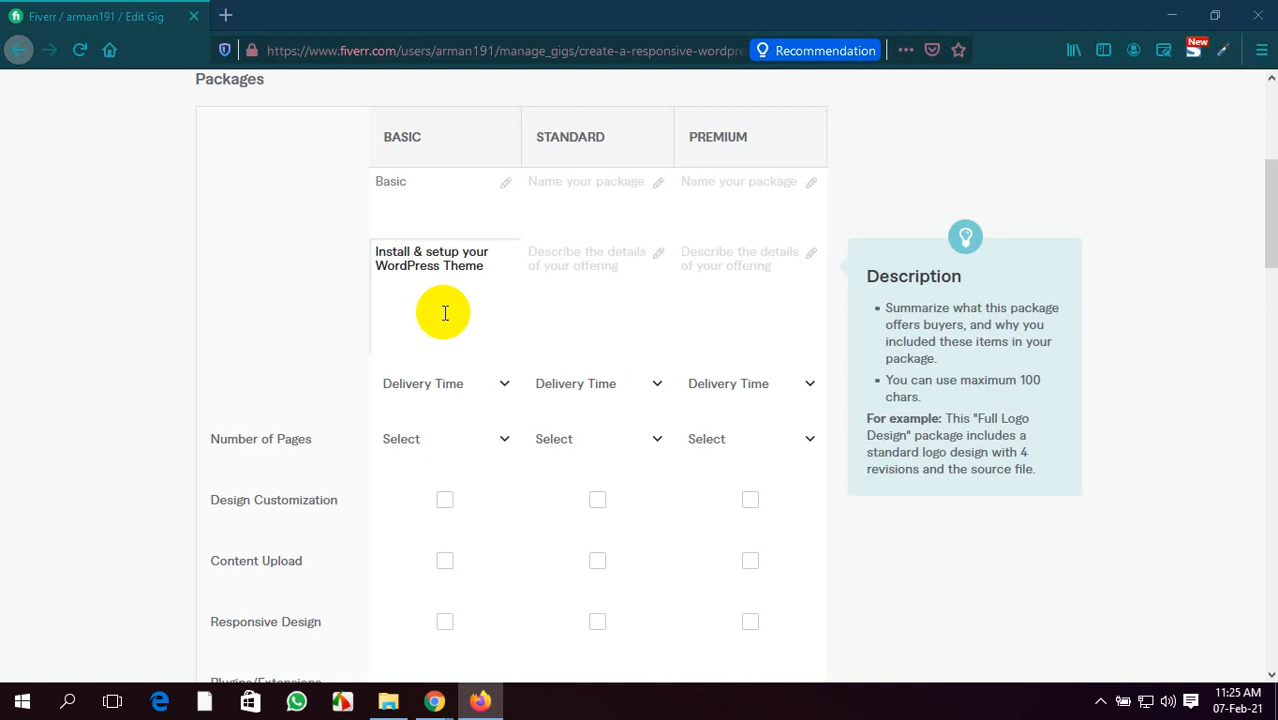 Fiverr / arman191 / Edit Gig
https://www.fiverr.com/users/arman191/manage_gigs/create-a-responsive-wordpre
Recommendation
New
Packages
BASIC
STANDARD
PREMIUM
Basic
Name your package
Name your package
Install & setup your
WordPress Theme
Describe the details
of your offering
Describe the details
of your offering
Description
Summarize what this package
offers buyers, and why you
included these items in your
package.
You can use maximum 100
chars.
For example: This "Full Logo
Design" package includes a
standard logo design with 4
revisions and the source file.
Delivery Time
Delivery Time
Delivery Time
Number of Pages
Select
Select
Select
Design Customization
Content Upload
Responsive Design
Plugins/Extensions
11:25 AM
07-Feb-21